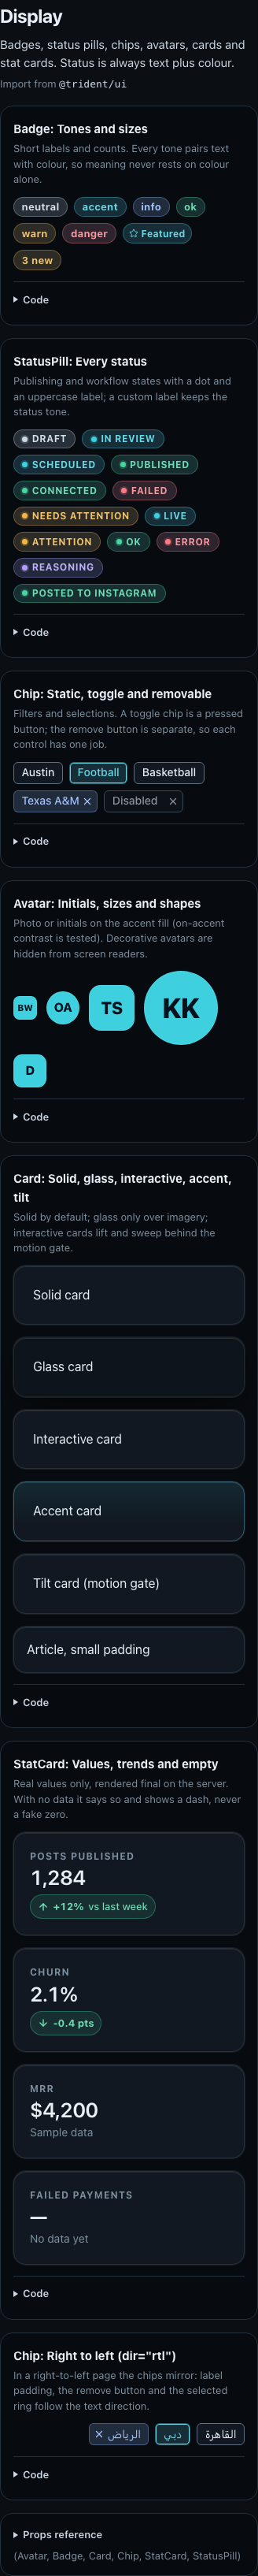 Display
Badges, status pills, chips, avatars, cards and
stat cards. Status is always text plus colour.
Import from @trident/ui
Badge: Tones and sizes
Short labels and counts. Every tone pairs text
with colour, so meaning never rests on colour
alone.
neutral accent info ok
warn danger Featured
3 new
Code
StatusPill: Every status
Publishing and workflow states with a dot and
an uppercase label; a custom label keeps the
status tone.
DRAFT IN REVIEW
SCHEDULED PUBLISHED
CONNECTED FAILED
NEEDS ATTENTION LIVE
ATTENTION OK ERROR
REASONING
POSTED TO INSTAGRAM
Code
Chip: Static, toggle and removable
Filters and selections. A toggle chip is a pressed
button; the remove button is separate, so each
control has one job.
Austin Football Basketball
Texas A&M × Disabled ×
Code
Avatar: Initials, sizes and shapes
Photo or initials on the accent fill (on-accent
contrast is tested). Decorative avatars are
hidden from screen readers.
BW OA TS KK
D
Code
Card: Solid, glass, interactive, accent,
tilt
Solid by default; glass only over imagery;
interactive cards lift and sweep behind the
motion gate.
Solid card
Glass card
Interactive card
Accent card
Tilt card (motion gate)
Article, small padding
Code
StatCard: Values, trends and empty
Real values only, rendered final on the server.
With no data it says so and shows a dash, never
a fake zero.
POSTS PUBLISHED
1,284
↑ +12% vs last week
CHURN
2.1%
↓ -0.4 pts
MRR
$4,200
Sample data
FAILED PAYMENTS
—
No data yet
Code
Chip: Right to left (dir="rtl")
In a right-to-left page the chips mirror: label
padding, the remove button and the selected
ring follow the text direction.
القاهرة دبي الرياض ×
Code
Props reference
(Avatar, Badge, Card, Chip, StatCard, StatusPill)